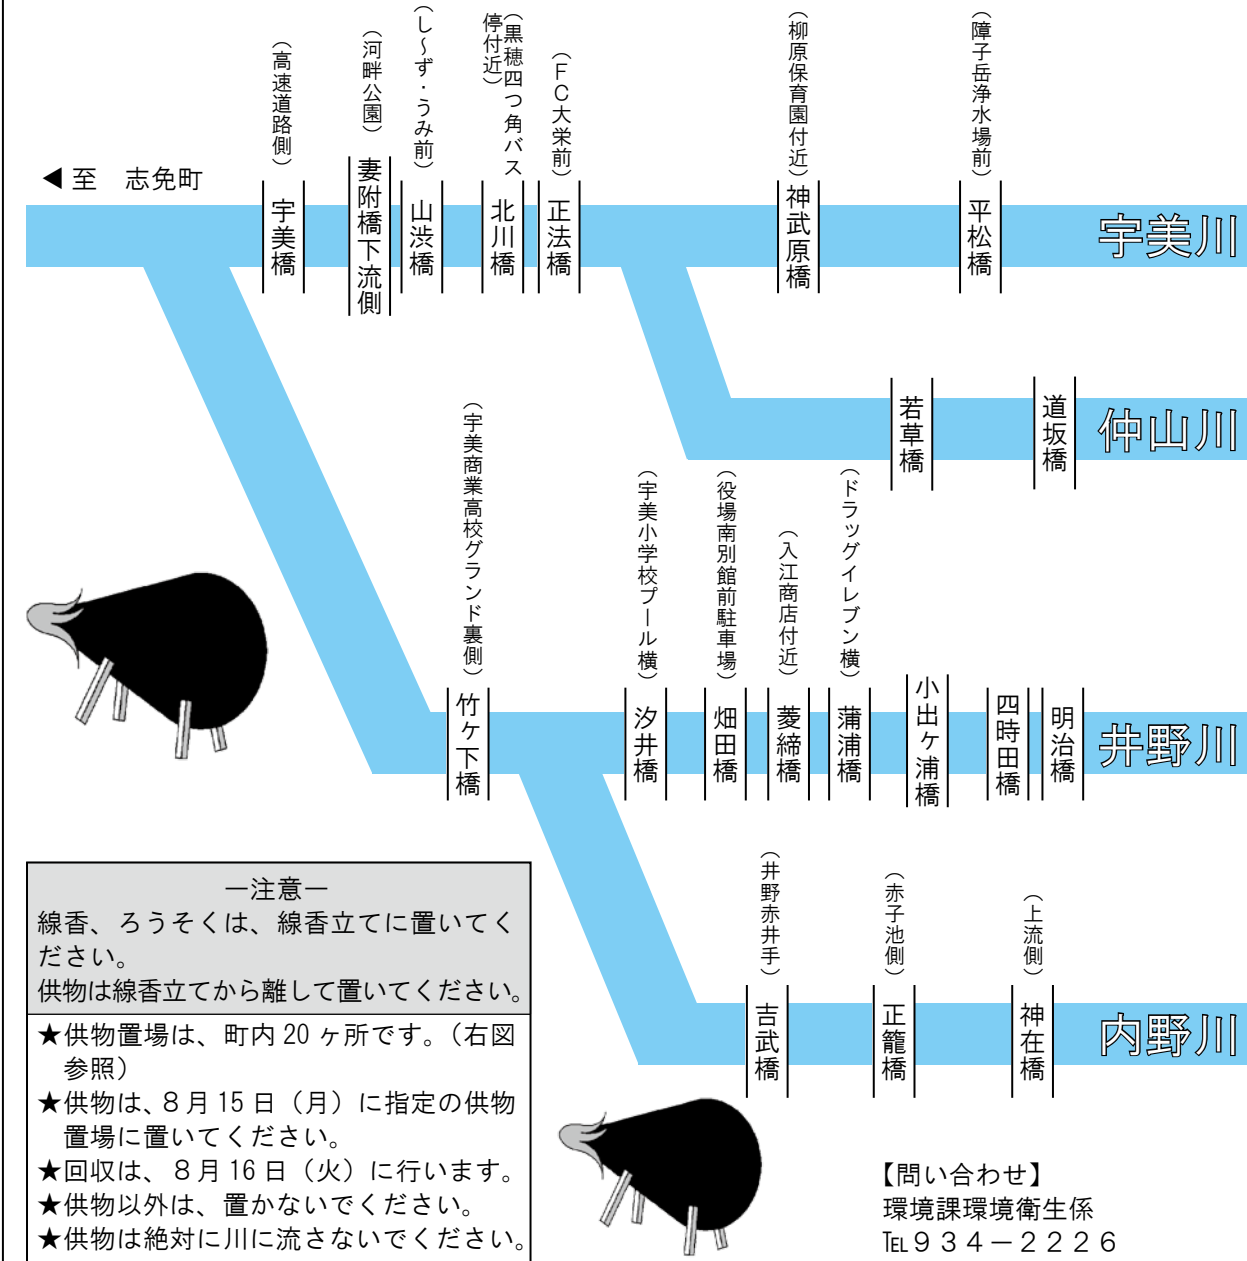 ◀至　志免町
（高速道路側）
宇美橋
（河畔公園）
妻附橋下流側
（し～ず・うみ前）
山渋橋
（黒穂四つ角バス
停付近）
北川橋
（ＦＣ大栄前）
正法橋
（柳原保育園付近）
神武原橋
（障子岳浄水場前）
平松橋
宇美川
若草橋
道坂橋
仲山川
（宇美商業高校グランド裏側）
竹ケ下橋
（宇美小学校プール横）
汐井橋
（役場南別館前駐車場）
畑田橋
（入江商店付近）
菱締橋
（ドラッグイレブン横）
蒲浦橋
小出ヶ浦橋
四時田橋
明治橋
井野川
（井野赤井手）
吉武橋
（赤子池側）
正籠橋
（上流側）
神在橋
内野川
ー注意ー
線香、ろうそくは、線香立てに置いてく
ださい。
供物は線香立てから離して置いてください。
★供物置場は、町内 20 ヶ所です。（右図
参照）
★供物は、８月 15 日（月）に指定の供物
置場に置いてください。
★回収は、８月 16 日（火）に行います。
★供物以外は、置かないでください。
★供物は絶対に川に流さないでください。
【問い合わせ】
環境課環境衛生係
℡９３４－２２２６